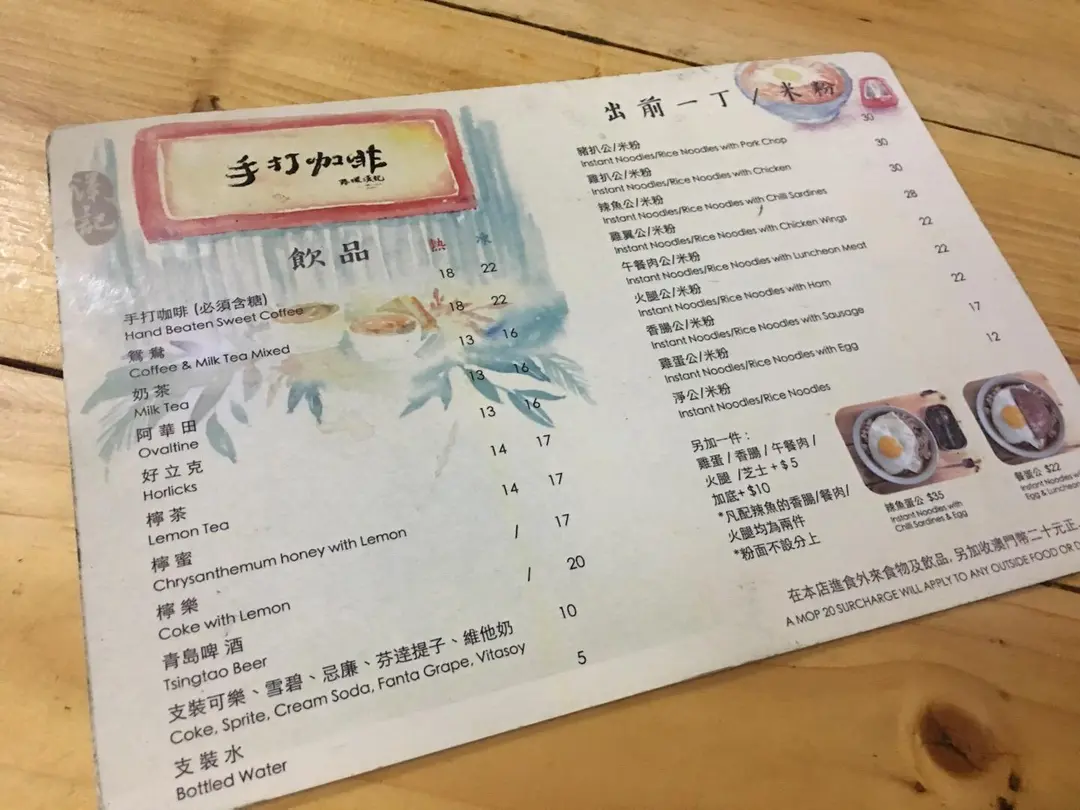 漢記
手打咖啡
路環漢記
飲品 熱 冰
手打咖啡 (必須含糖) 18 22
Hand Beaten Sweet Coffee
鴛鴦 18 22
Coffee & Milk Tea Mixed
奶茶 13 16
Milk Tea
阿華田 13 16
Ovaltine
好立克 13 16
Horlicks
檸茶 14 17
Lemon Tea
檸蜜 14 17
Chrysanthemum honey with Lemon
檸樂 / 17
Coke with Lemon
青島啤酒 / 20
Tsingtao Beer
支裝可樂、雪碧、忌廉、芬達提子、維他奶 10
Coke, Sprite, Cream Soda, Fanta Grape, Vitasoy
支裝水 5
Bottled Water
出前一丁 / 米粉
豬扒公/米粉 30
Instant Noodles/Rice Noodles with Pork Chop
雞扒公/米粉 30
Instant Noodles/Rice Noodles with Chicken
辣魚公/米粉 30
Instant Noodles/Rice Noodles with Chili Sardines
雞翼公/米粉 28
Instant Noodles/Rice Noodles with Chicken Wings
午餐肉公/米粉 22
Instant Noodles/Rice Noodles with Luncheon Meat
火腿公/米粉 22
Instant Noodles/Rice Noodles with Ham
香腸公/米粉 22
Instant Noodles/Rice Noodles with Sausage
雞蛋公/米粉 17
Instant Noodles/Rice Noodles with Egg
淨公/米粉 12
Instant Noodles/Rice Noodles
另加一件：
雞蛋 / 香腸 / 午餐肉 /
火腿 /芝士 + $ 5
加底+ $10
*凡配辣魚的香腸/餐肉/
火腿均為兩件
*粉面不設分上
辣魚蛋公 $35
Instant Noodles with
Chili Sardines & Egg
餐蛋公 $22
Instant Noodles
Egg & Luncheon
在本店進食外來食物及飲品, 另加收澳門幣二十元正
A MOP 20 SURCHARGE WILL APPLY TO ANY OUTSIDE FOOD OR